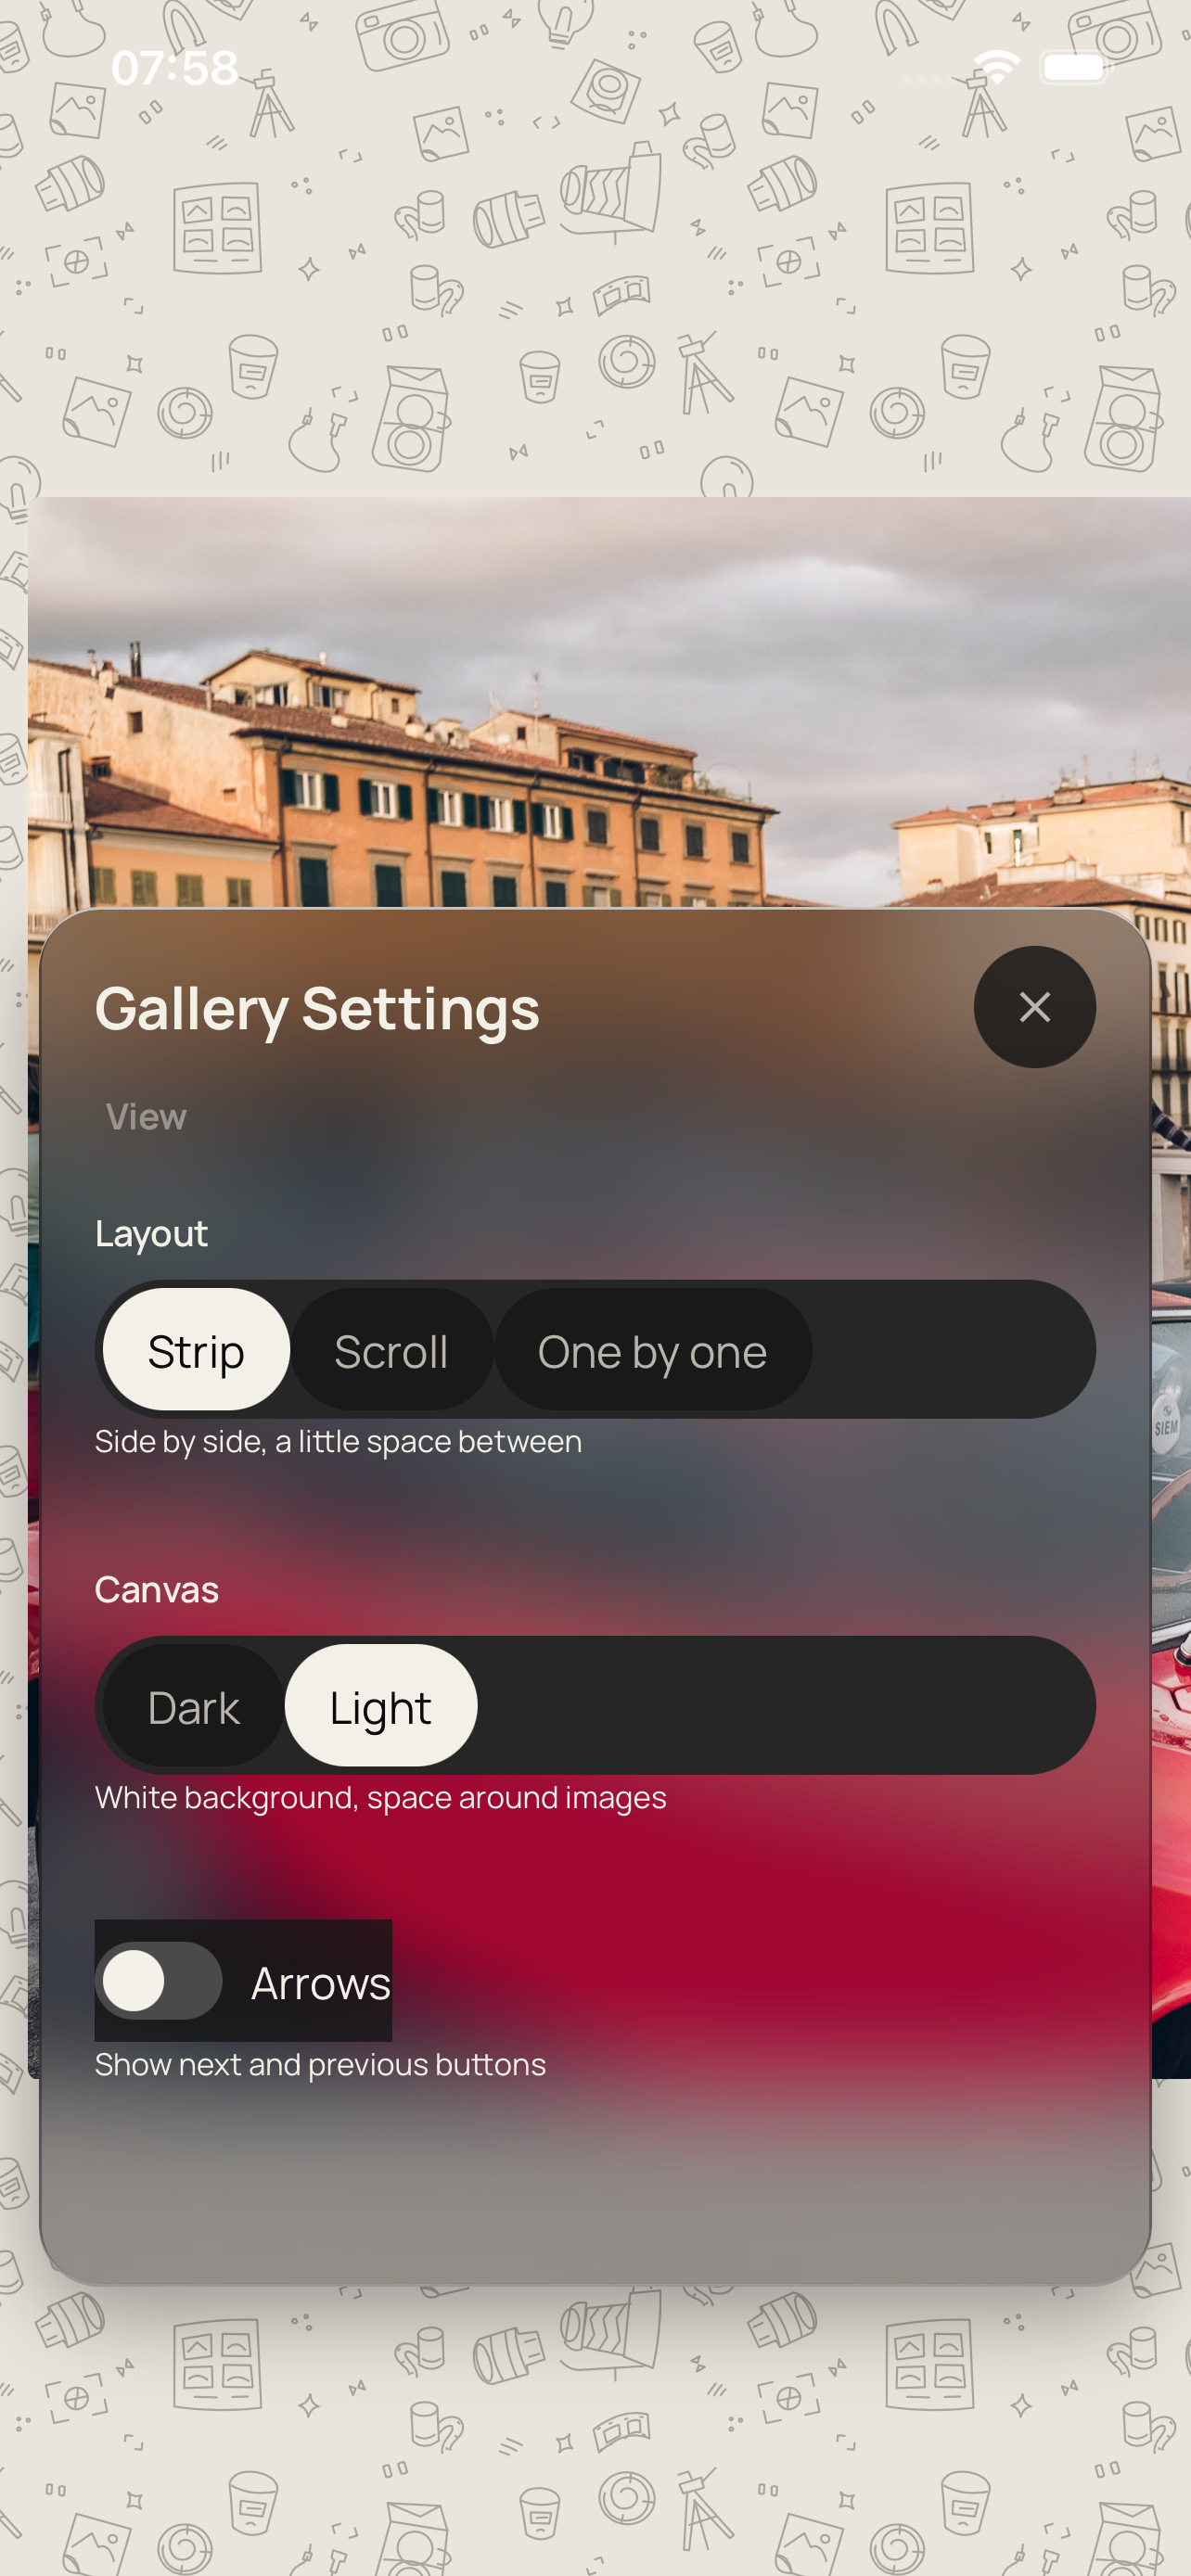 07:58
Gallery Settings
View
Layout
Strip Scroll One by one
Side by side, a little space between
SIEM
Canvas
Dark Light
White background, space around images
Arrows
Show next and previous buttons